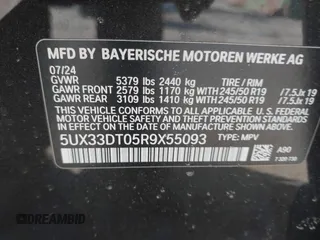 MFD BY BAYERISCHE MOTOREN WERKE AG
07/24
GVWR 5379 lbs 2440 kg TIRE / RIM
GAWR FRONT 2579 lbs 1170 kg WITH 245/50 R19 /7.5J x 19
GAWR REAR 3109 lbs 1410 kg WITH 245/50 R19 /7.5J x 19
THIS VEHICLE CONFORMS TO ALL APPLICABLE U.S. FEDERAL
MOTOR VEHICLE SAFETY, BUMPER, AND THEFT PREVENTION
STANDARDS IN EFFECT ON THE DATE OF MANUFACTURE SHOWN ABOVE.
5UX33DT05R9X55093 TYPE: MPV A90
AUTO DREAMBID